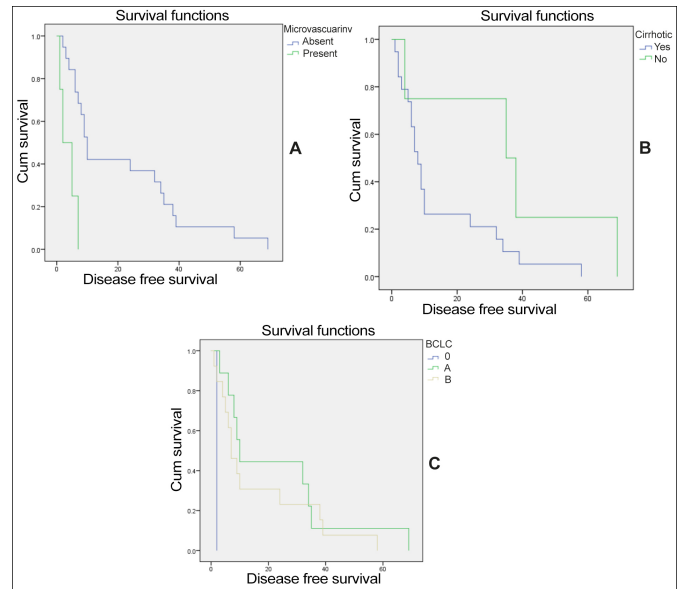 Survival functions
Microvascuarinv
Absent
Present
Cum survival
1.0
0.8
0.6
0.4
0.2
0.0
0 20 40 60
Disease free survival
A
Survival functions
Cirrhotic
Yes
No
Cum survival
1.0
0.8
0.6
0.4
0.2
0.0
0 20 40 60
Disease free survival
B
Survival functions
BCLC
0
A
B
Cum survival
1.0
0.8
0.6
0.4
0.2
0.0
0 20 40 60
Disease free survival
C